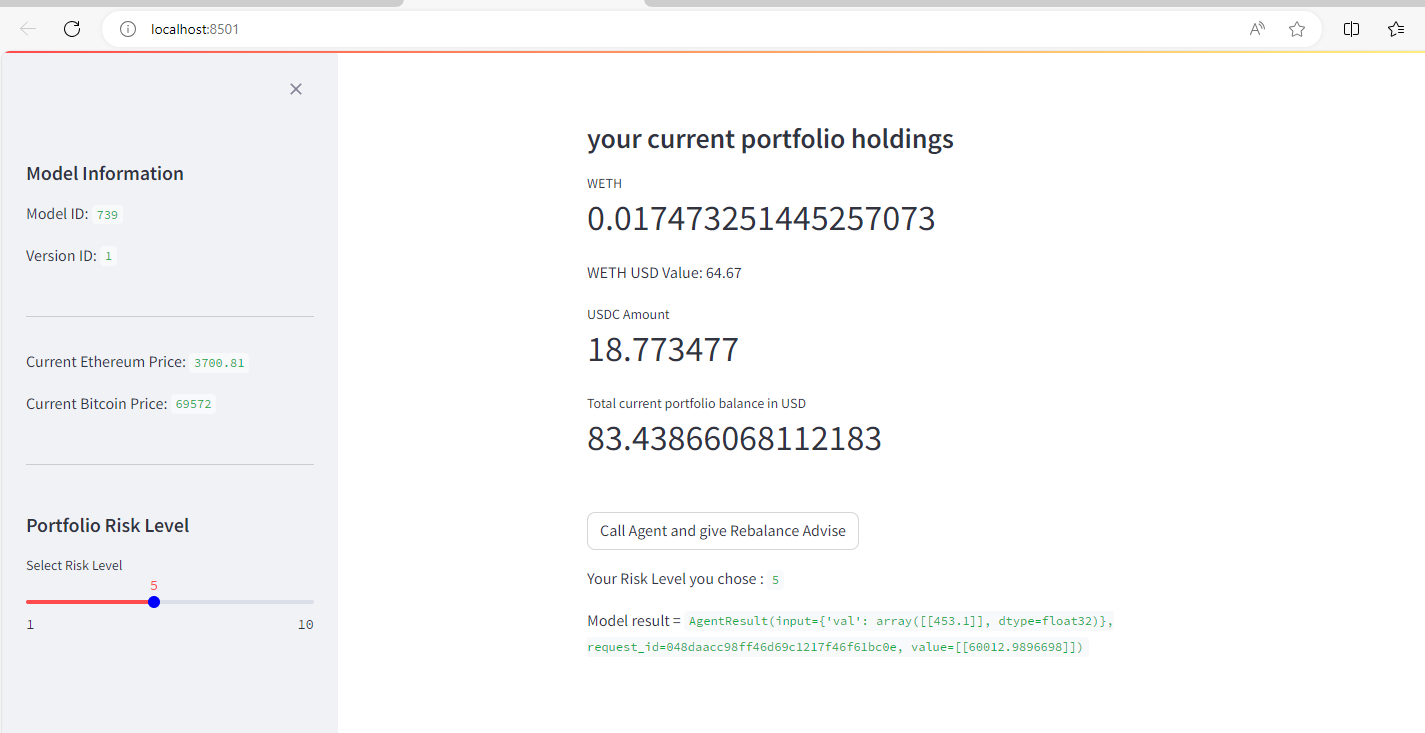 localhost:8501
Model Information
Model ID: 739
Version ID: 1
Current Ethereum Price: 3700.81
Current Bitcoin Price: 69572
Portfolio Risk Level
Select Risk Level
5
1 10
your current portfolio holdings
WETH
0.017473251445257073
WETH USD Value: 64.67
USDC Amount
18.773477
Total current portfolio balance in USD
83.43866068112183
Call Agent and give Rebalance Advise
Your Risk Level you chose : 5
Model result = AgentResult(input={'val': array([[453.1]], dtype=float32)},
request_id=048daacc98ff46d69c1217f46f61bc0e, value=[[60012.9896698]])